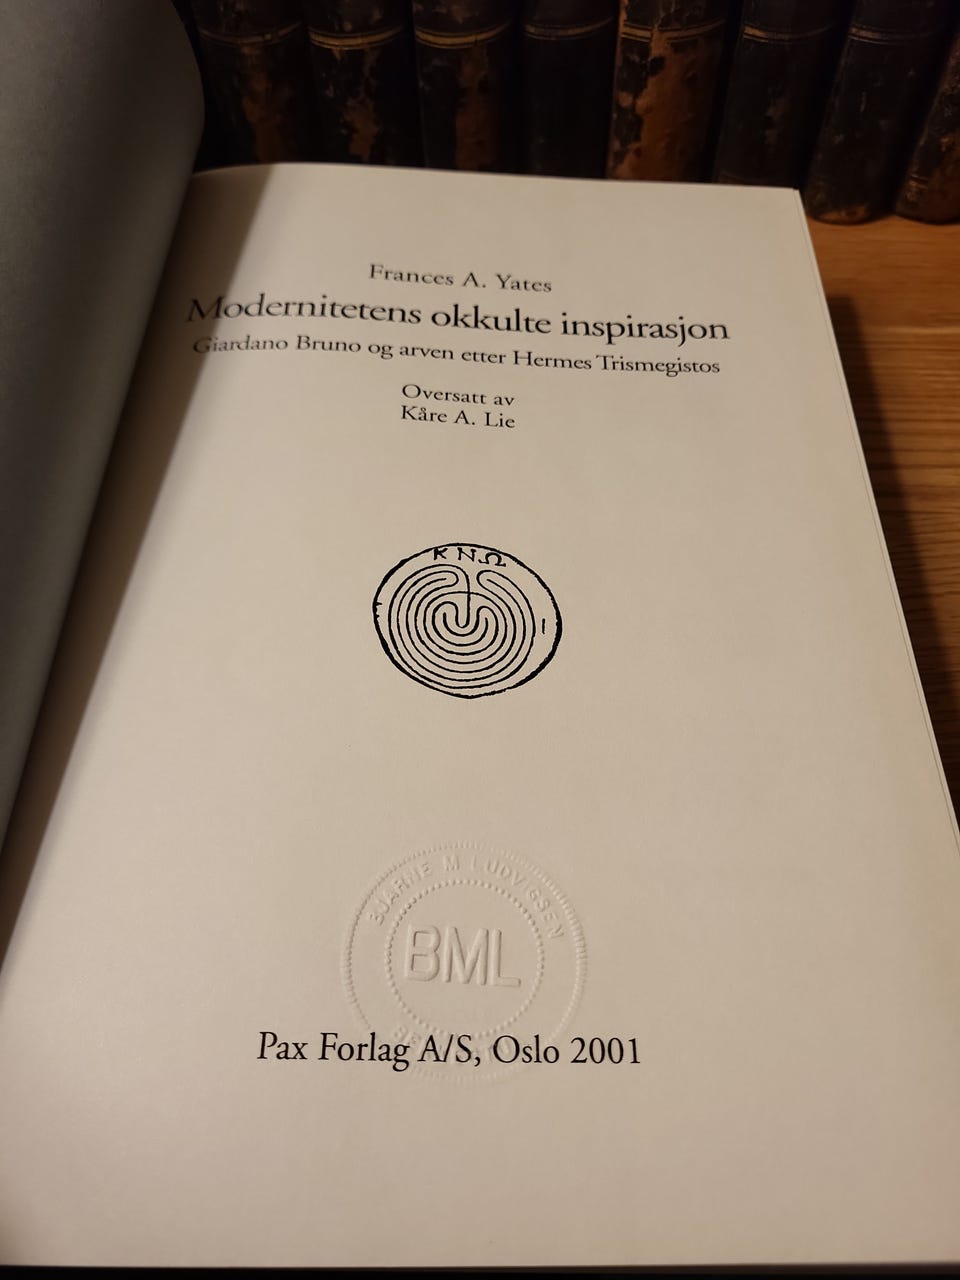 Frances A. Yates
Modernitetens okkulte inspirasjon
Giardano Bruno og arven etter Hermes Trismegistos
Oversatt av
Kåre A. Lie
KNΩ
BJARNE M LUDVIGSEN
BML
Pax Forlag A/S, Oslo 2001